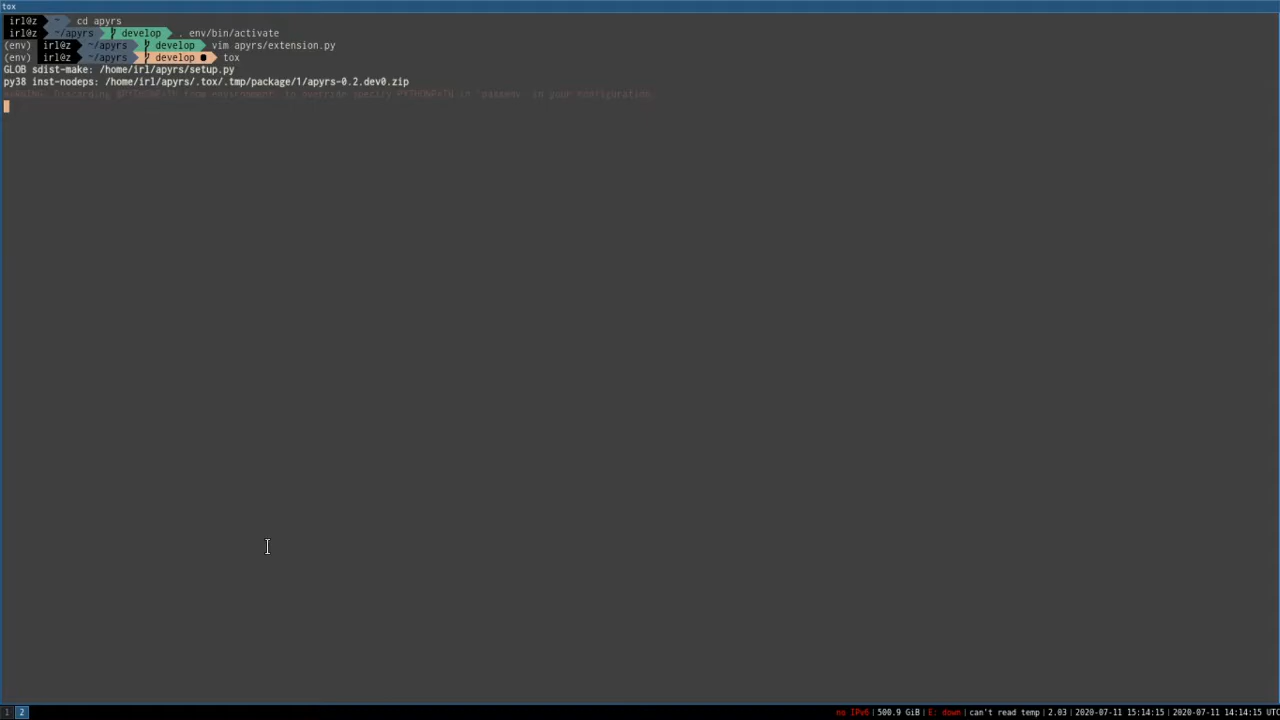 tox
irl@z ~ cd apyrs
irl@z ~/apyrs develop . env/bin/activate
(env) irl@z ~/apyrs develop vim apyrs/extension.py
(env) irl@z ~/apyrs develop ● tox
GLOB sdist-make: /home/irl/apyrs/setup.py
py38 inst-nodeps: /home/irl/apyrs/.tox/.tmp/package/1/apyrs-0.2.dev0.zip
WARNING: Discarding $PYTHONPATH from environment, to override specify PYTHONPATH in 'passenv' in your configuration.
1 2
no IPv6|500.9 GiB|E: down|can't read temp|2.03|2020-07-11 15:14:15|2020-07-11 14:14:15 UTC